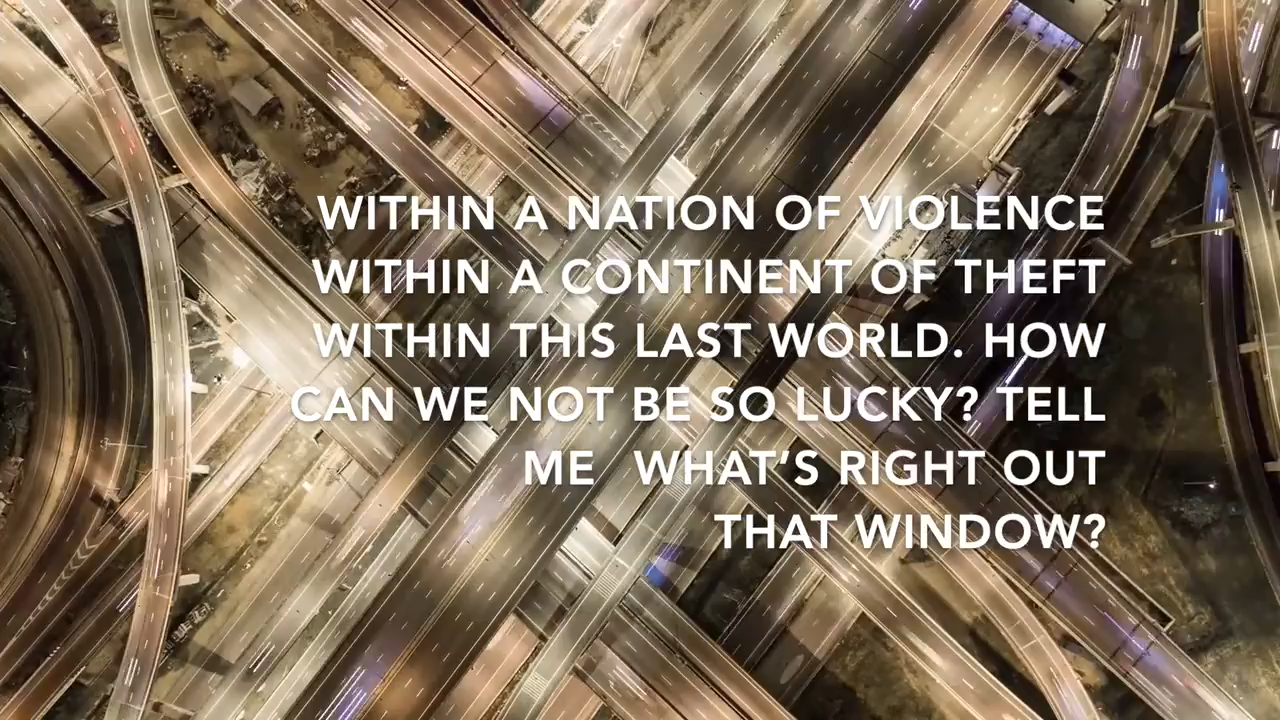 WITHIN A NATION OF VIOLENCE
WITHIN A CONTINENT OF THEFT
WITHIN THIS LAST WORLD. HOW
CAN WE NOT BE SO LUCKY? TELL
ME WHAT’S RIGHT OUT
THAT WINDOW?